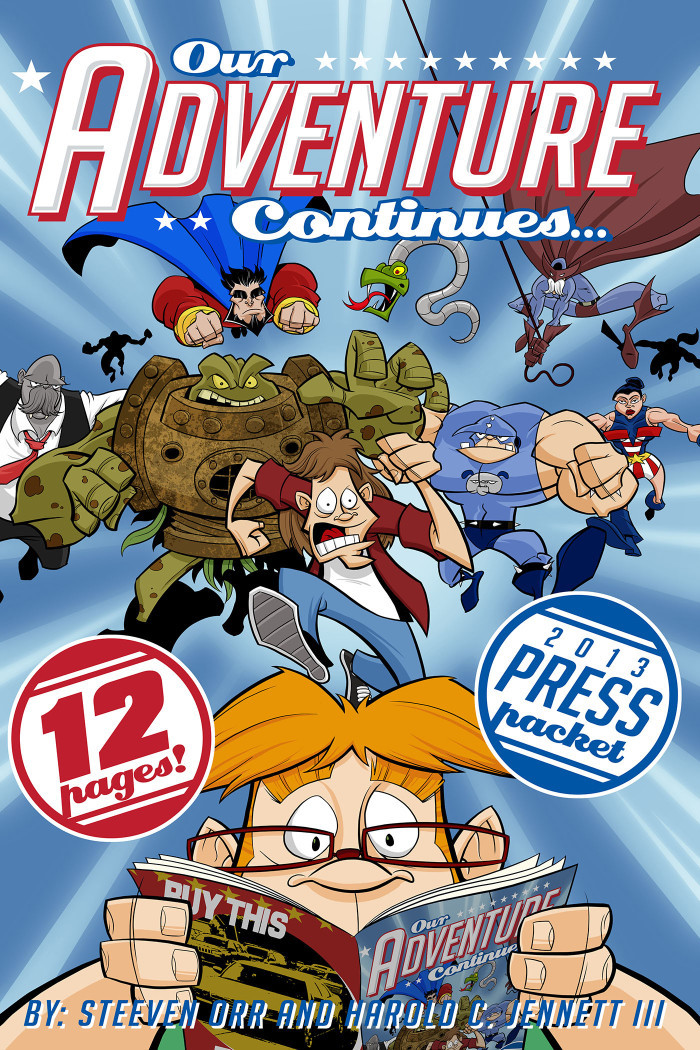 Our
ADVENTURE
Continues...
12
pages!
2013
PRESS
packet
BUY THIS
Our
ADVENTURE
Continues
BY: STEEVEN ORR AND HAROLD C. JENNETT III